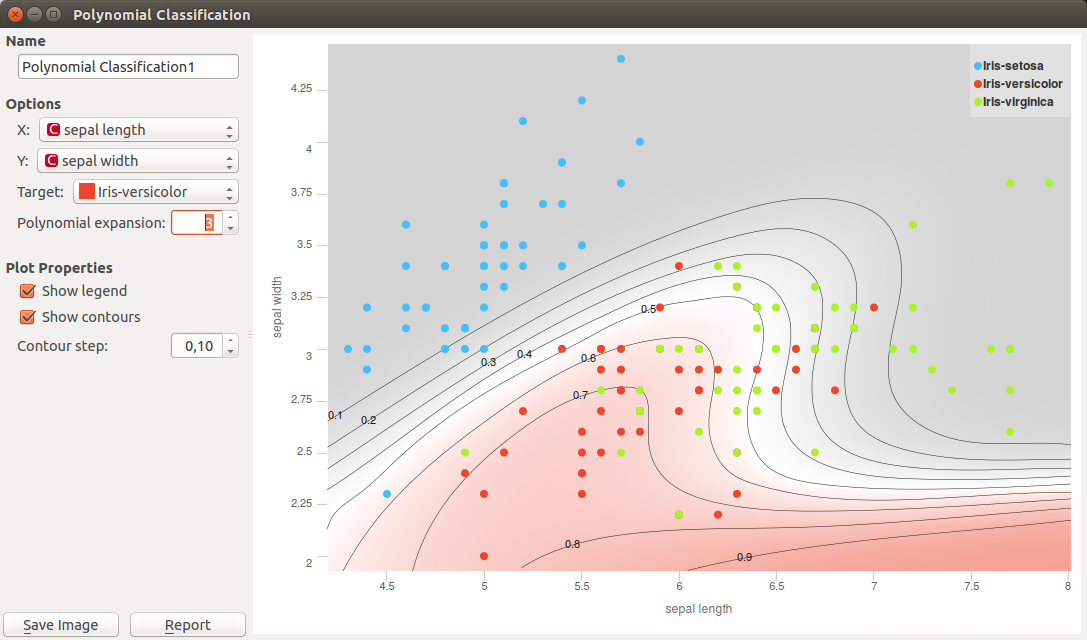 Polynomial Classification
Name
Polynomial Classification1
Options
X: C sepal length
Y: C sepal width
Target: Iris-versicolor
Polynomial expansion: 3
Plot Properties
Show legend
Show contours
Contour step: 0,10
Save Image
Report
Iris-setosa
Iris-versicolor
Iris-virginica
sepal width
4.25
4
3.75
3.5
3.25
3
2.75
2.5
2.25
2
0.1
0.2
0.3
0.4
0.5
0.6
0.7
0.8
0.9
4.5
5
5.5
6
6.5
7
7.5
8
sepal length